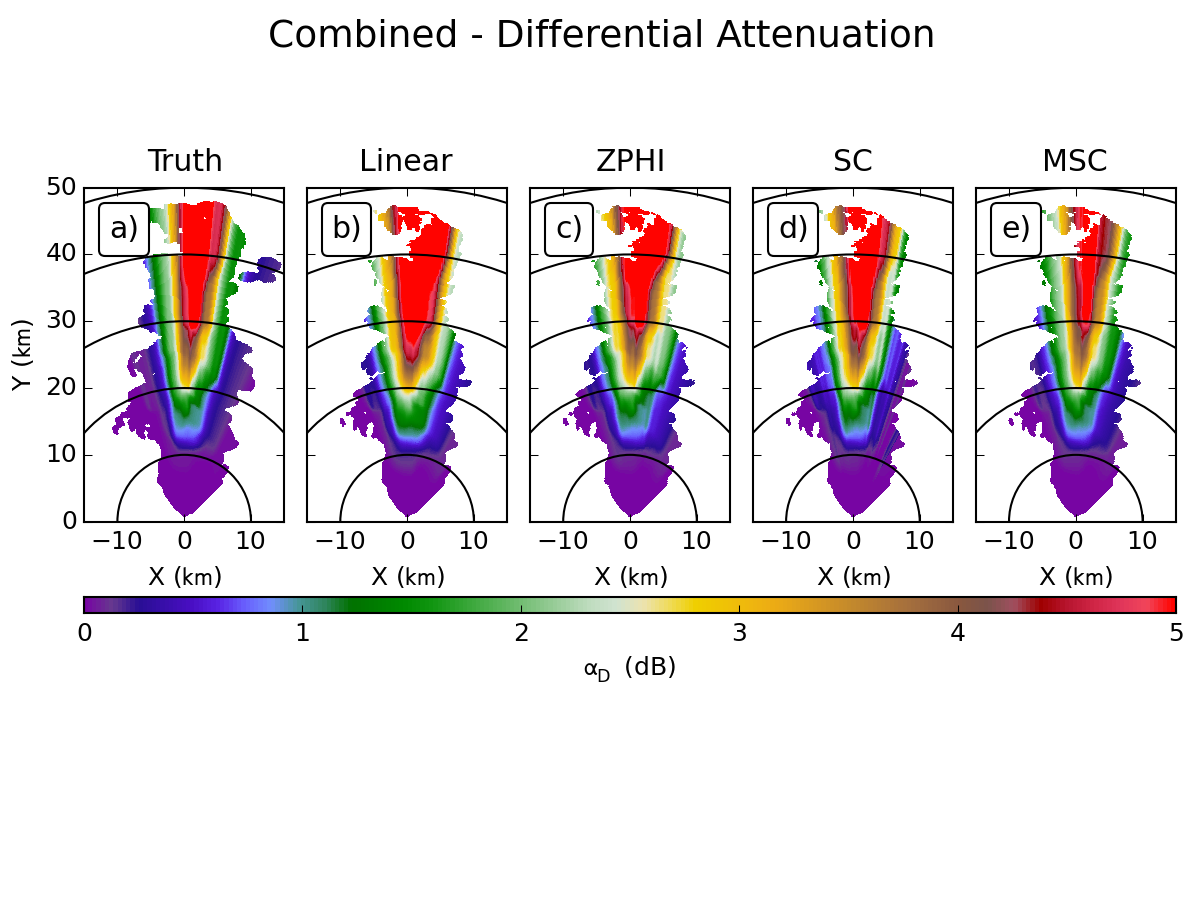 Combined - Differential Attenuation
Truth Linear ZPHI SC MSC
a) b) c) d) e)
50
40
30
20
10
0
Y (km)
−10 0 10 −10 0 10 −10 0 10 −10 0 10 −10 0 10
X (km) X (km) X (km) X (km) X (km)
0 1 2 3 4 5
α_D (dB)